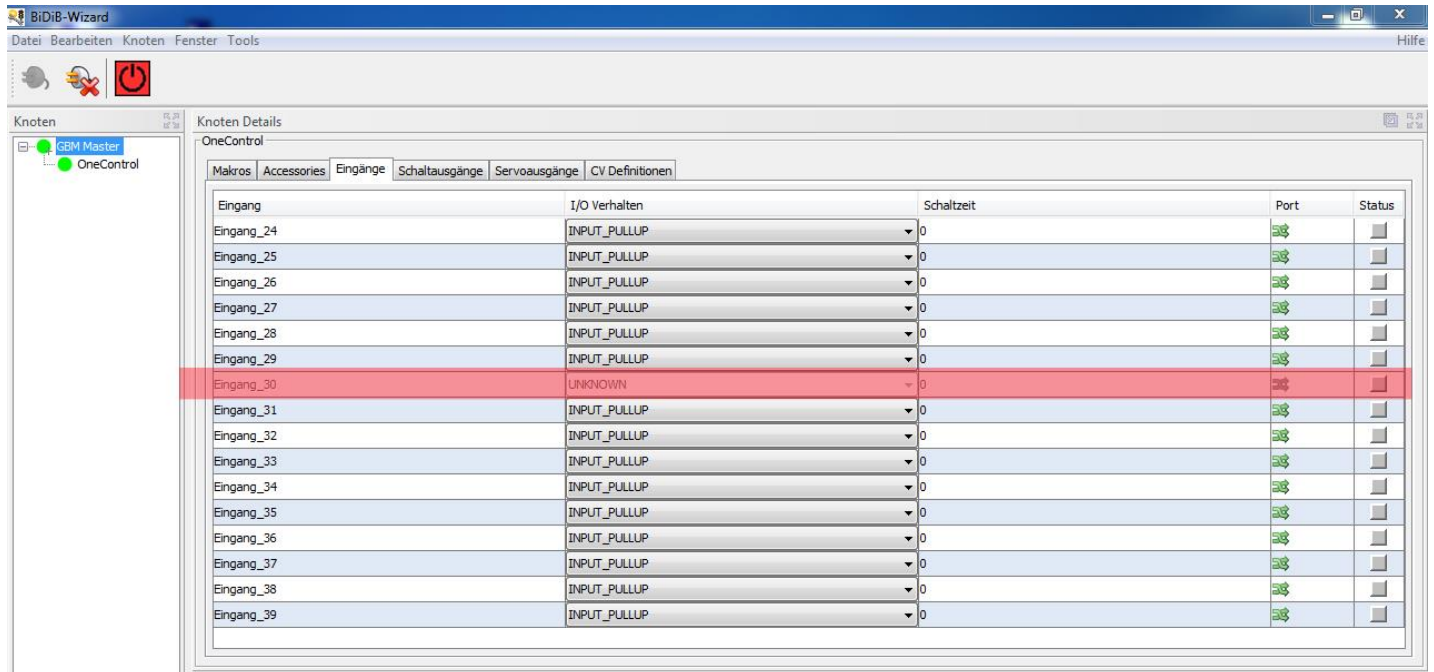 BiDiB-Wizard
Datei Bearbeiten Knoten Fenster Tools Hilfe
Knoten
Knoten Details
GBM Master
OneControl
OneControl
Makros Accessories Eingänge Schaltausgänge Servoausgänge CV Definitionen
Eingang I/O Verhalten Schaltzeit Port Status
Eingang_24 INPUT_PULLUP 0
Eingang_25 INPUT_PULLUP 0
Eingang_26 INPUT_PULLUP 0
Eingang_27 INPUT_PULLUP 0
Eingang_28 INPUT_PULLUP 0
Eingang_29 INPUT_PULLUP 0
Eingang_30 UNKNOWN 0
Eingang_31 INPUT_PULLUP 0
Eingang_32 INPUT_PULLUP 0
Eingang_33 INPUT_PULLUP 0
Eingang_34 INPUT_PULLUP 0
Eingang_35 INPUT_PULLUP 0
Eingang_36 INPUT_PULLUP 0
Eingang_37 INPUT_PULLUP 0
Eingang_38 INPUT_PULLUP 0
Eingang_39 INPUT_PULLUP 0